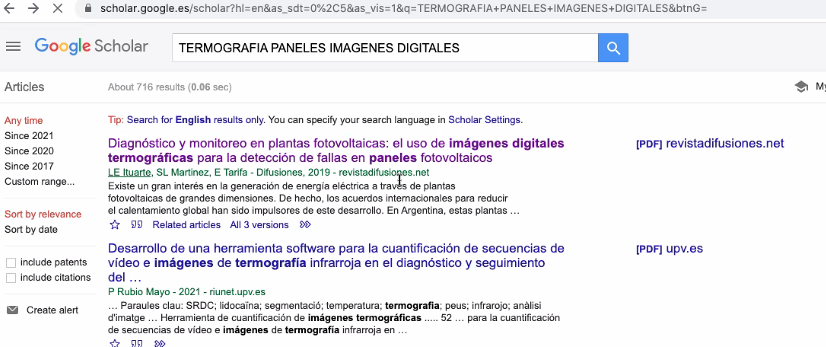 scholar.google.es/scholar?hl=en&as_sdt=0%2C5&as_vis=1&q=TERMOGRAFIA+PANELES+IMAGENES+DIGITALES&btnG=
Google Scholar
TERMOGRAFIA PANELES IMAGENES DIGITALES
Articles
About 716 results (0.06 sec)
My
Any time
Since 2021
Since 2020
Since 2017
Custom range...
Sort by relevance
Sort by date
include patents
include citations
Create alert
Tip: Search for English results only. You can specify your search language in Scholar Settings.
Diagnóstico y monitoreo en plantas fotovoltaicas: el uso de imágenes digitales
termográficas para la detección de fallas en paneles fotovoltaicos
LE Ituarte, SL Martinez, E Tarifa - Difusiones, 2019 - revistadifusiones.net
Existe un gran interés en la generación de energía eléctrica a través de plantas
fotovoltaicas de grandes dimensiones. De hecho, los acuerdos internacionales para reducir
el calentamiento global han sido impulsores de este desarrollo. En Argentina, estas plantas ...
Related articles All 3 versions
[PDF] revistadifusiones.net
Desarrollo de una herramienta software para la cuantificación de secuencias de
vídeo e imágenes de termografía infrarroja en el diagnóstico y seguimiento
del ...
P Rubio Mayo - 2021 - riunet.upv.es
... Paraules clau: SRDC; lidocaïna; segmentació; temperatura; termografia; peus; infrarojo; anàlisi
d'imatge ... Herramienta de cuantificación de imágenes termográficas ..... 52 ... para la cuantificación
de secuencias de vídeo e imágenes de termografía infrarroja en ...
[PDF] upv.es